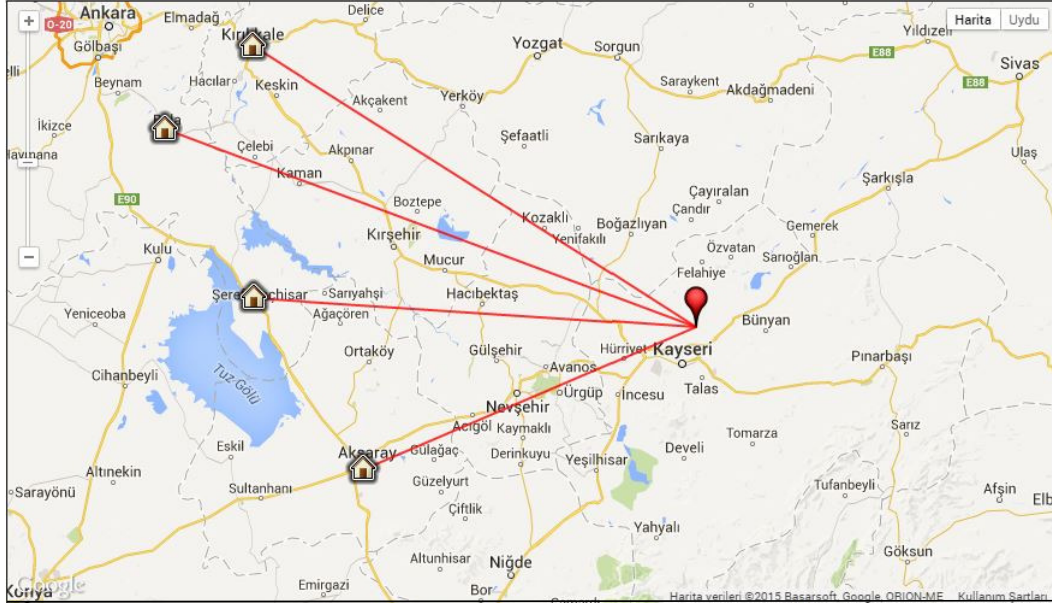 Ankara
Elmadağ
Delice
Harita
Uydu
O-20
Gölbaşı
Yozgat
Sorgun
Yıldızeli
E88
Sivas
Beynam
Hacılar
Keskin
Saraykent
Akdağmadeni
E88
Akçakent
Yerköy
İkizce
Şefaatli
Sarıkaya
Çelebi
Akpınar
Ulaş
Kaman
Şarkışla
E90
Boztepe
Çayıralan
Çandır
Kozaklı
Boğazlıyan
Gemerek
Kırşehir
Yenifakılı
Kulu
Özvatan
Sarıoğlan
Mucur
Felahiye
Sarıyahşi
Hacıbektaş
Yeniceoba
Ağaçören
Bünyan
Ortaköy
Gülşehir
Hürriyet
Kayseri
Pınarbaşı
Cihanbeyli
Tuz Gölü
Avanos
Ürgüp
İncesu
Talas
Nevşehir
Acıgöl
Kaymaklı
Tomarza
Sarız
Eskil
Aksaray
Gülağaç
Derinkuyu
Yeşilhisar
Develi
Altınekin
Güzelyurt
Sarayönü
Sultanhanı
Tufanbeyli
Afşin
Elb
Çiftlik
Yahyalı
Altunhisar
Niğde
Göksun
Konya
Google
Emirgazi
Bor
Harita verileri ©2015 Basarsoft, Google, ORION-ME
Kullanım Şartları